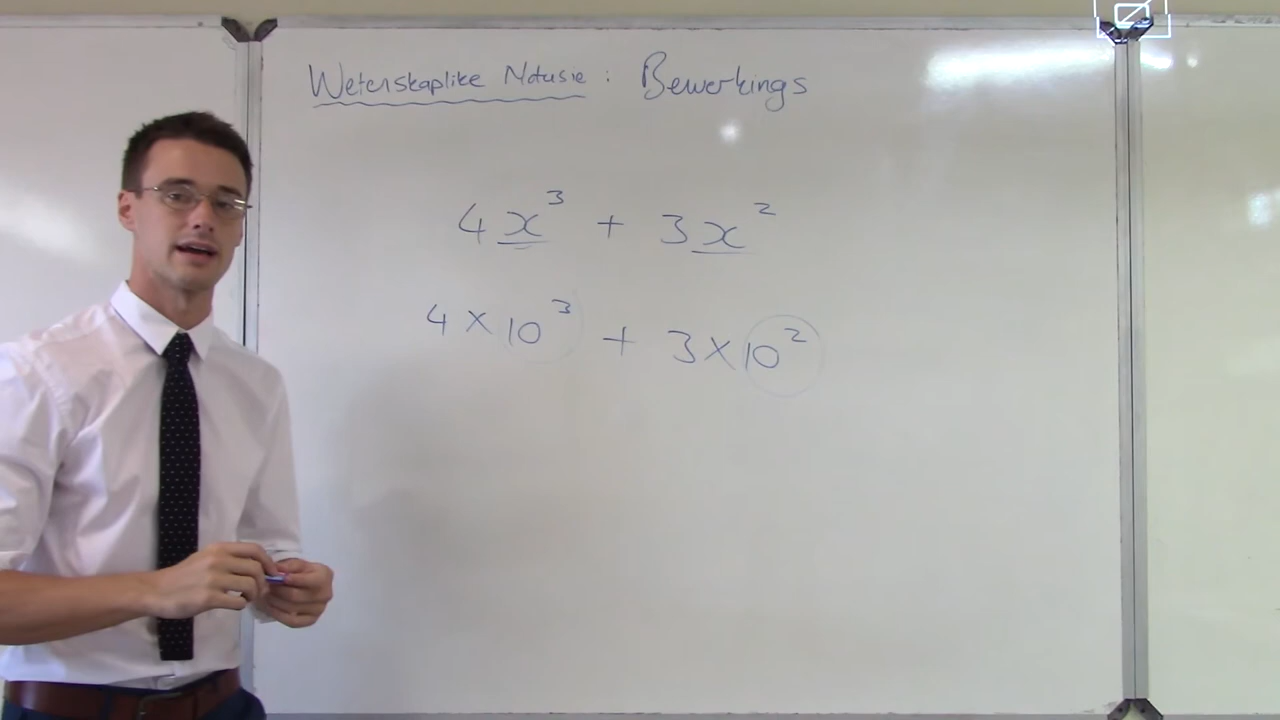 Wetenskaplike Notasie : Bewerkings
4x³ + 3x²
4 × 10³ + 3 × 10²